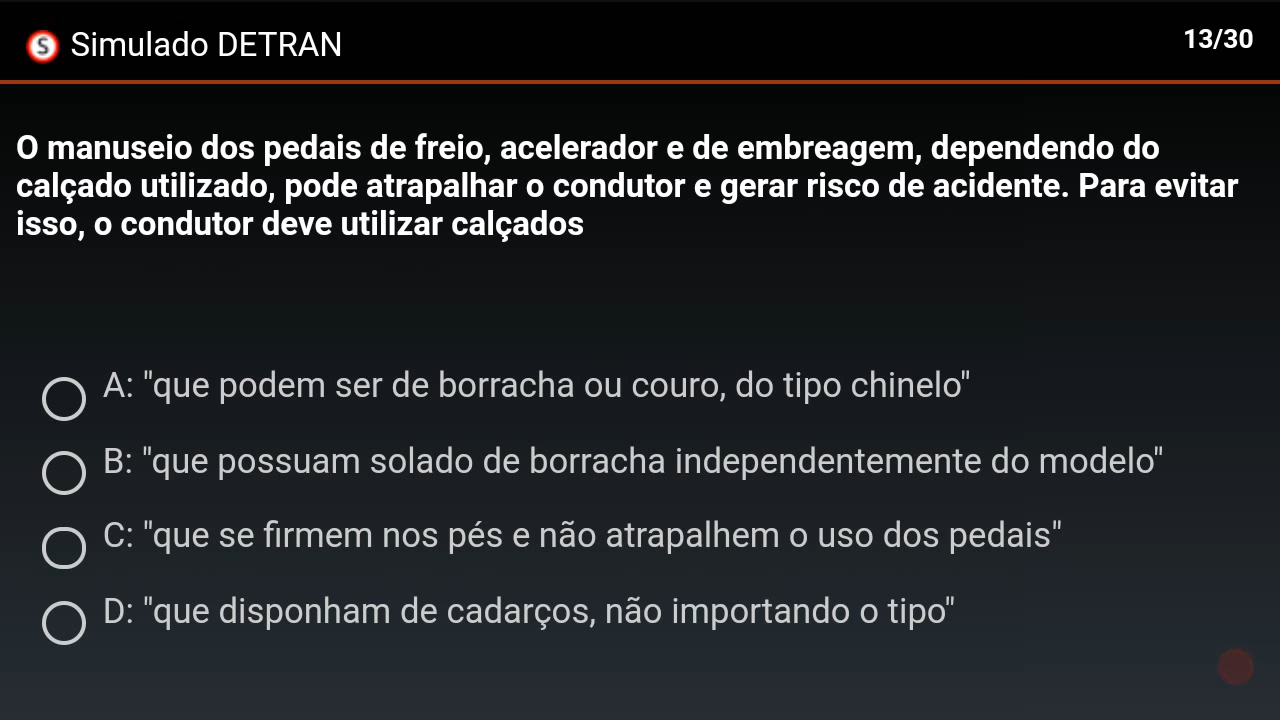 S Simulado DETRAN
13/30
O manuseio dos pedais de freio, acelerador e de embreagem, dependendo do
calçado utilizado, pode atrapalhar o condutor e gerar risco de acidente. Para evitar
isso, o condutor deve utilizar calçados
A: "que podem ser de borracha ou couro, do tipo chinelo"
B: "que possuam solado de borracha independentemente do modelo"
C: "que se firmem nos pés e não atrapalhem o uso dos pedais"
D: "que disponham de cadarços, não importando o tipo"